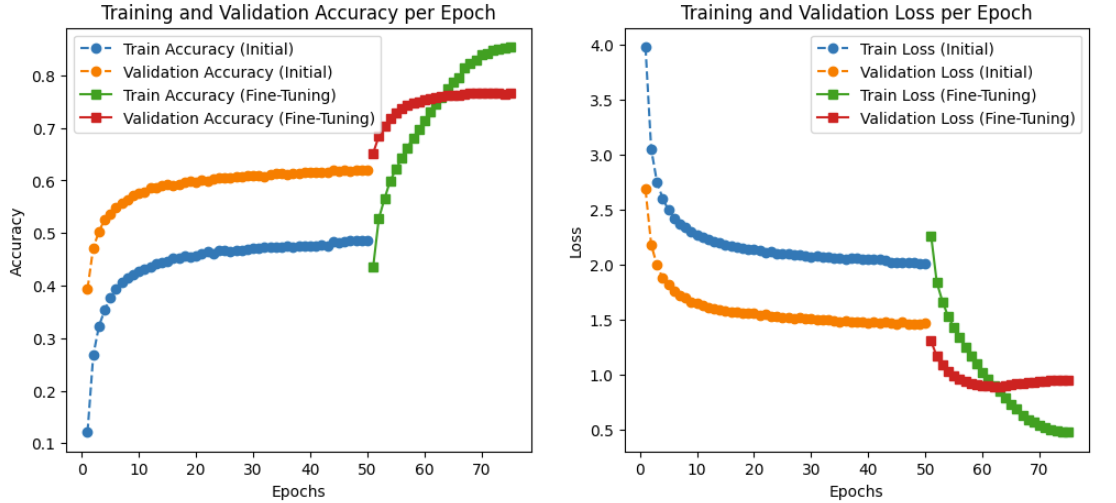 Training and Validation Accuracy per Epoch
Train Accuracy (Initial)
Validation Accuracy (Initial)
Train Accuracy (Fine-Tuning)
Validation Accuracy (Fine-Tuning)
0.8
0.7
0.6
0.5
0.4
0.3
0.2
0.1
Accuracy
0 10 20 30 40 50 60 70
Epochs
Training and Validation Loss per Epoch
Train Loss (Initial)
Validation Loss (Initial)
Train Loss (Fine-Tuning)
Validation Loss (Fine-Tuning)
4.0
3.5
3.0
2.5
2.0
1.5
1.0
0.5
Loss
0 10 20 30 40 50 60 70
Epochs